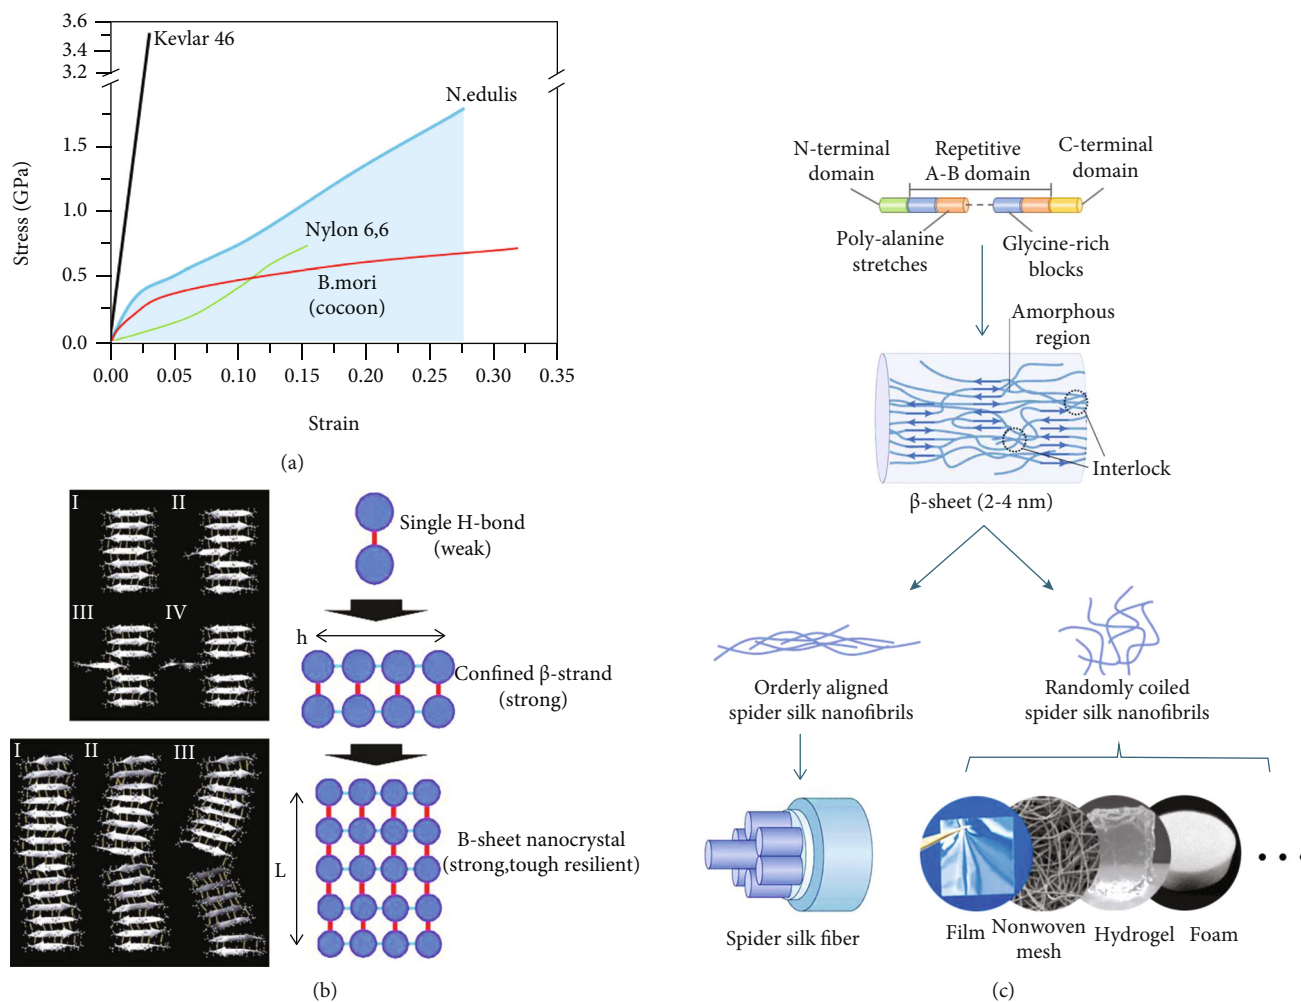 3.6
3.4
3.2
1.5
1.0
0.5
0.0
Stress (GPa)
Kevlar 46
N.edulis
Nylon 6,6
B.mori
(cocoon)
0.00
0.05
0.10
0.15
0.20
0.25
0.30
0.35
Strain
(a)
I
II
III
IV
I
II
III
Single H-bond
(weak)
h
Confined β-strand
(strong)
L
B-sheet nanocrystal
(strong,tough resilient)
(b)
N-terminal
domain
Repetitive
A-B domain
C-terminal
domain
Poly-alanine
stretches
Glycine-rich
blocks
Amorphous
region
Interlock
β-sheet (2-4 nm)
Orderly aligned
spider silk nanofibrils
Randomly coiled
spider silk nanofibrils
Spider silk fiber
Film
Nonwoven
mesh
Hydrogel
Foam
(c)